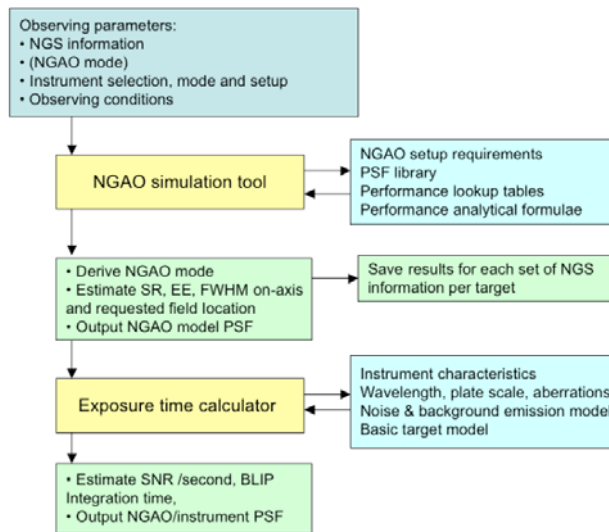 Observing parameters:
• NGS information
• (NGAO mode)
• Instrument selection, mode and setup
• Observing conditions
NGAO simulation tool
NGAO setup requirements
PSF library
Performance lookup tables
Performance analytical formulae
• Derive NGAO mode
• Estimate SR, EE, FWHM on-axis
and requested field location
• Output NGAO model PSF
Save results for each set of NGS
information per target
Exposure time calculator
Instrument characteristics
Wavelength, plate scale, aberrations
Noise & background emission model
Basic target model
• Estimate SNR /second, BLIP
Integration time,
• Output NGAO/instrument PSF